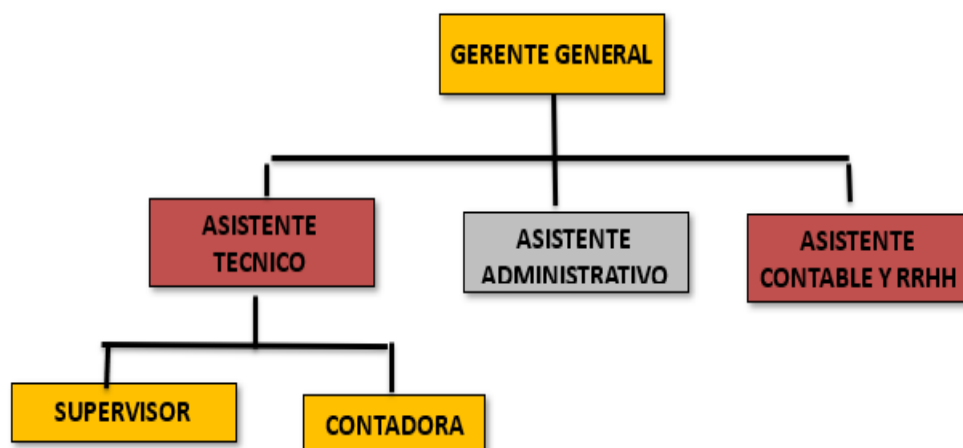 GERENTE GENERAL
ASISTENTE
TECNICO
ASISTENTE
ADMINISTRATIVO
ASISTENTE
CONTABLE Y RRHH
SUPERVISOR
CONTADORA